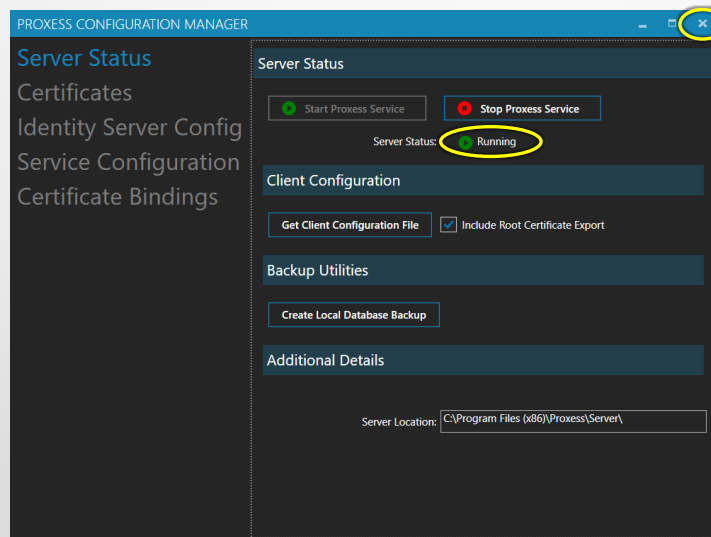 PROXESS CONFIGURATION MANAGER
Server Status
Certificates
Identity Server Config
Service Configuration
Certificate Bindings
Server Status
Start Proxess Service
Stop Proxess Service
Server Status:
Running
Client Configuration
Get Client Configuration File
Include Root Certificate Export
Backup Utilities
Create Local Database Backup
Additional Details
Server Location:
C:\Program Files (x86)\Proxess\Server\